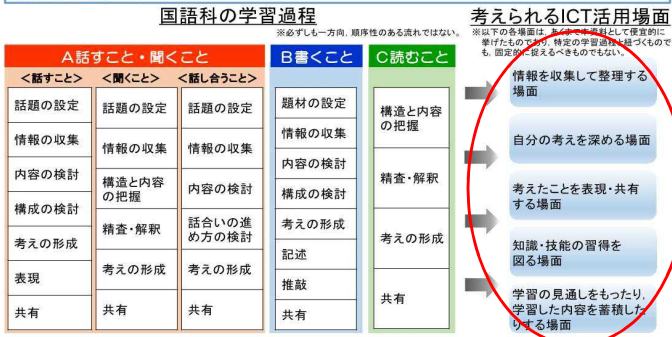 国語科の学習過程
※必ずしも一方向，順序性のある流れではない。
考えられるICT活用場面
※以下の各場面は，あくまで本資料として便宜的に
挙げたものであり，特定の学習過程と紐づくもので
も，固定的に捉えるべきものでもない。
A話すこと・聞くこと
＜話すこと＞
話題の設定
情報の収集
内容の検討
構成の検討
考えの形成
表現
共有
＜聞くこと＞
話題の設定
情報の収集
構造と内容
の把握
精査・解釈
考えの形成
共有
＜話し合うこと＞
話題の設定
情報の収集
内容の検討
話合いの進
め方の検討
考えの形成
共有
B書くこと
題材の設定
情報の収集
内容の検討
構成の検討
考えの形成
記述
推敲
共有
C読むこと
構造と内容
の把握
精査・解釈
考えの形成
共有
情報を収集して整理する
場面
自分の考えを深める場面
考えたことを表現・共有
する場面
知識・技能の習得を
図る場面
学習の見通しをもったり，
学習した内容を蓄積した
りする場面